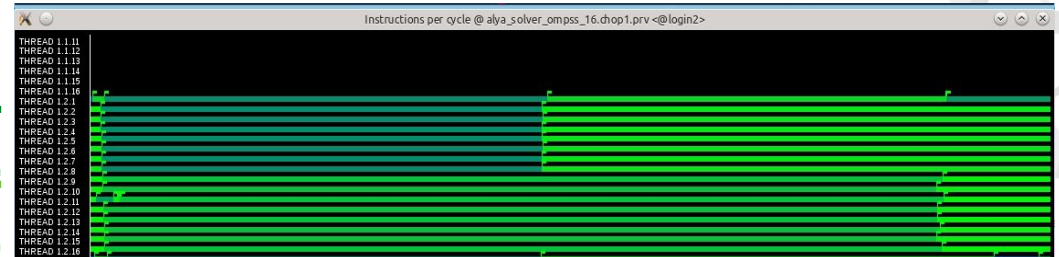 Instructions per cycle @ alya_solver_ompss_16.chop1.prv <@login2>
THREAD 1.1.11
THREAD 1.1.12
THREAD 1.1.13
THREAD 1.1.14
THREAD 1.1.15
THREAD 1.1.16
THREAD 1.2.1
THREAD 1.2.2
THREAD 1.2.3
THREAD 1.2.4
THREAD 1.2.5
THREAD 1.2.6
THREAD 1.2.7
THREAD 1.2.8
THREAD 1.2.9
THREAD 1.2.10
THREAD 1.2.11
THREAD 1.2.12
THREAD 1.2.13
THREAD 1.2.14
THREAD 1.2.15
THREAD 1.2.16